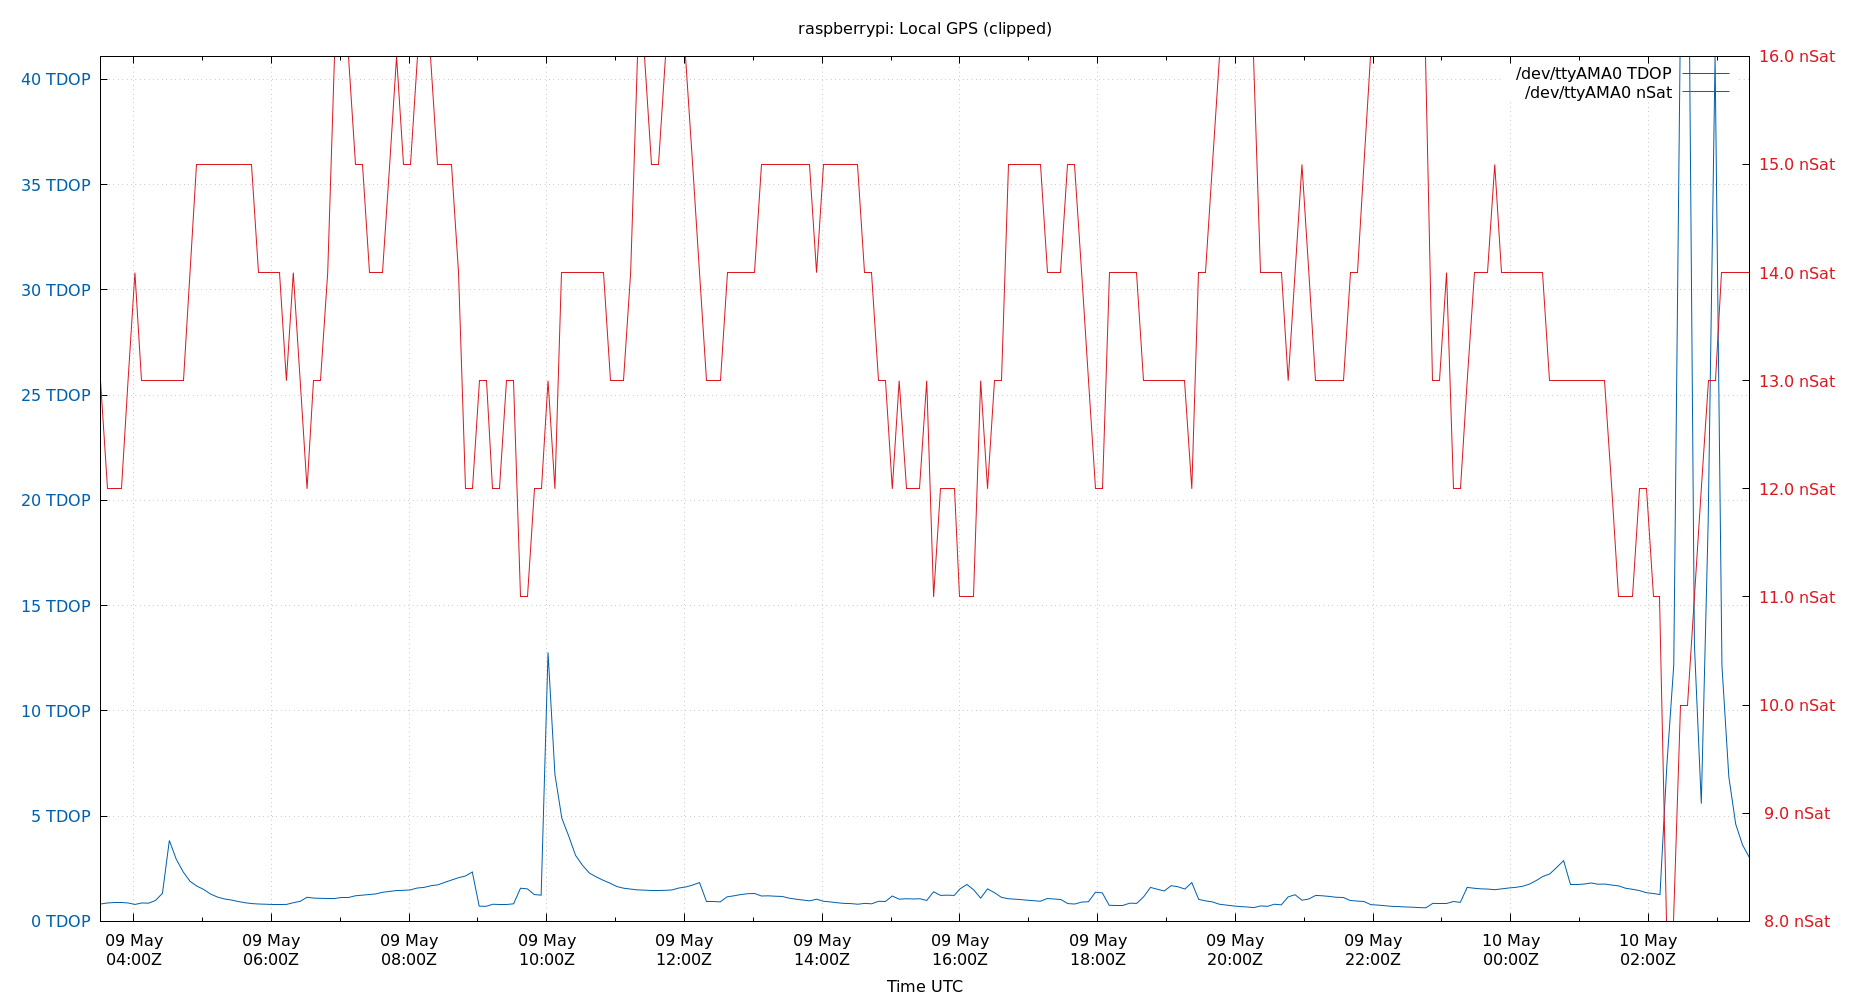 raspberrypi: Local GPS (clipped)
/dev/ttyAMA0 TDOP
/dev/ttyAMA0 nSat
40 TDOP
35 TDOP
30 TDOP
25 TDOP
20 TDOP
15 TDOP
10 TDOP
5 TDOP
0 TDOP
16.0 nSat
15.0 nSat
14.0 nSat
13.0 nSat
12.0 nSat
11.0 nSat
10.0 nSat
9.0 nSat
8.0 nSat
09 May 09 May 09 May 09 May 09 May 09 May 09 May 09 May 09 May 09 May 10 May 10 May
04:00Z 06:00Z 08:00Z 10:00Z 12:00Z 14:00Z 16:00Z 18:00Z 20:00Z 22:00Z 00:00Z 02:00Z
Time UTC